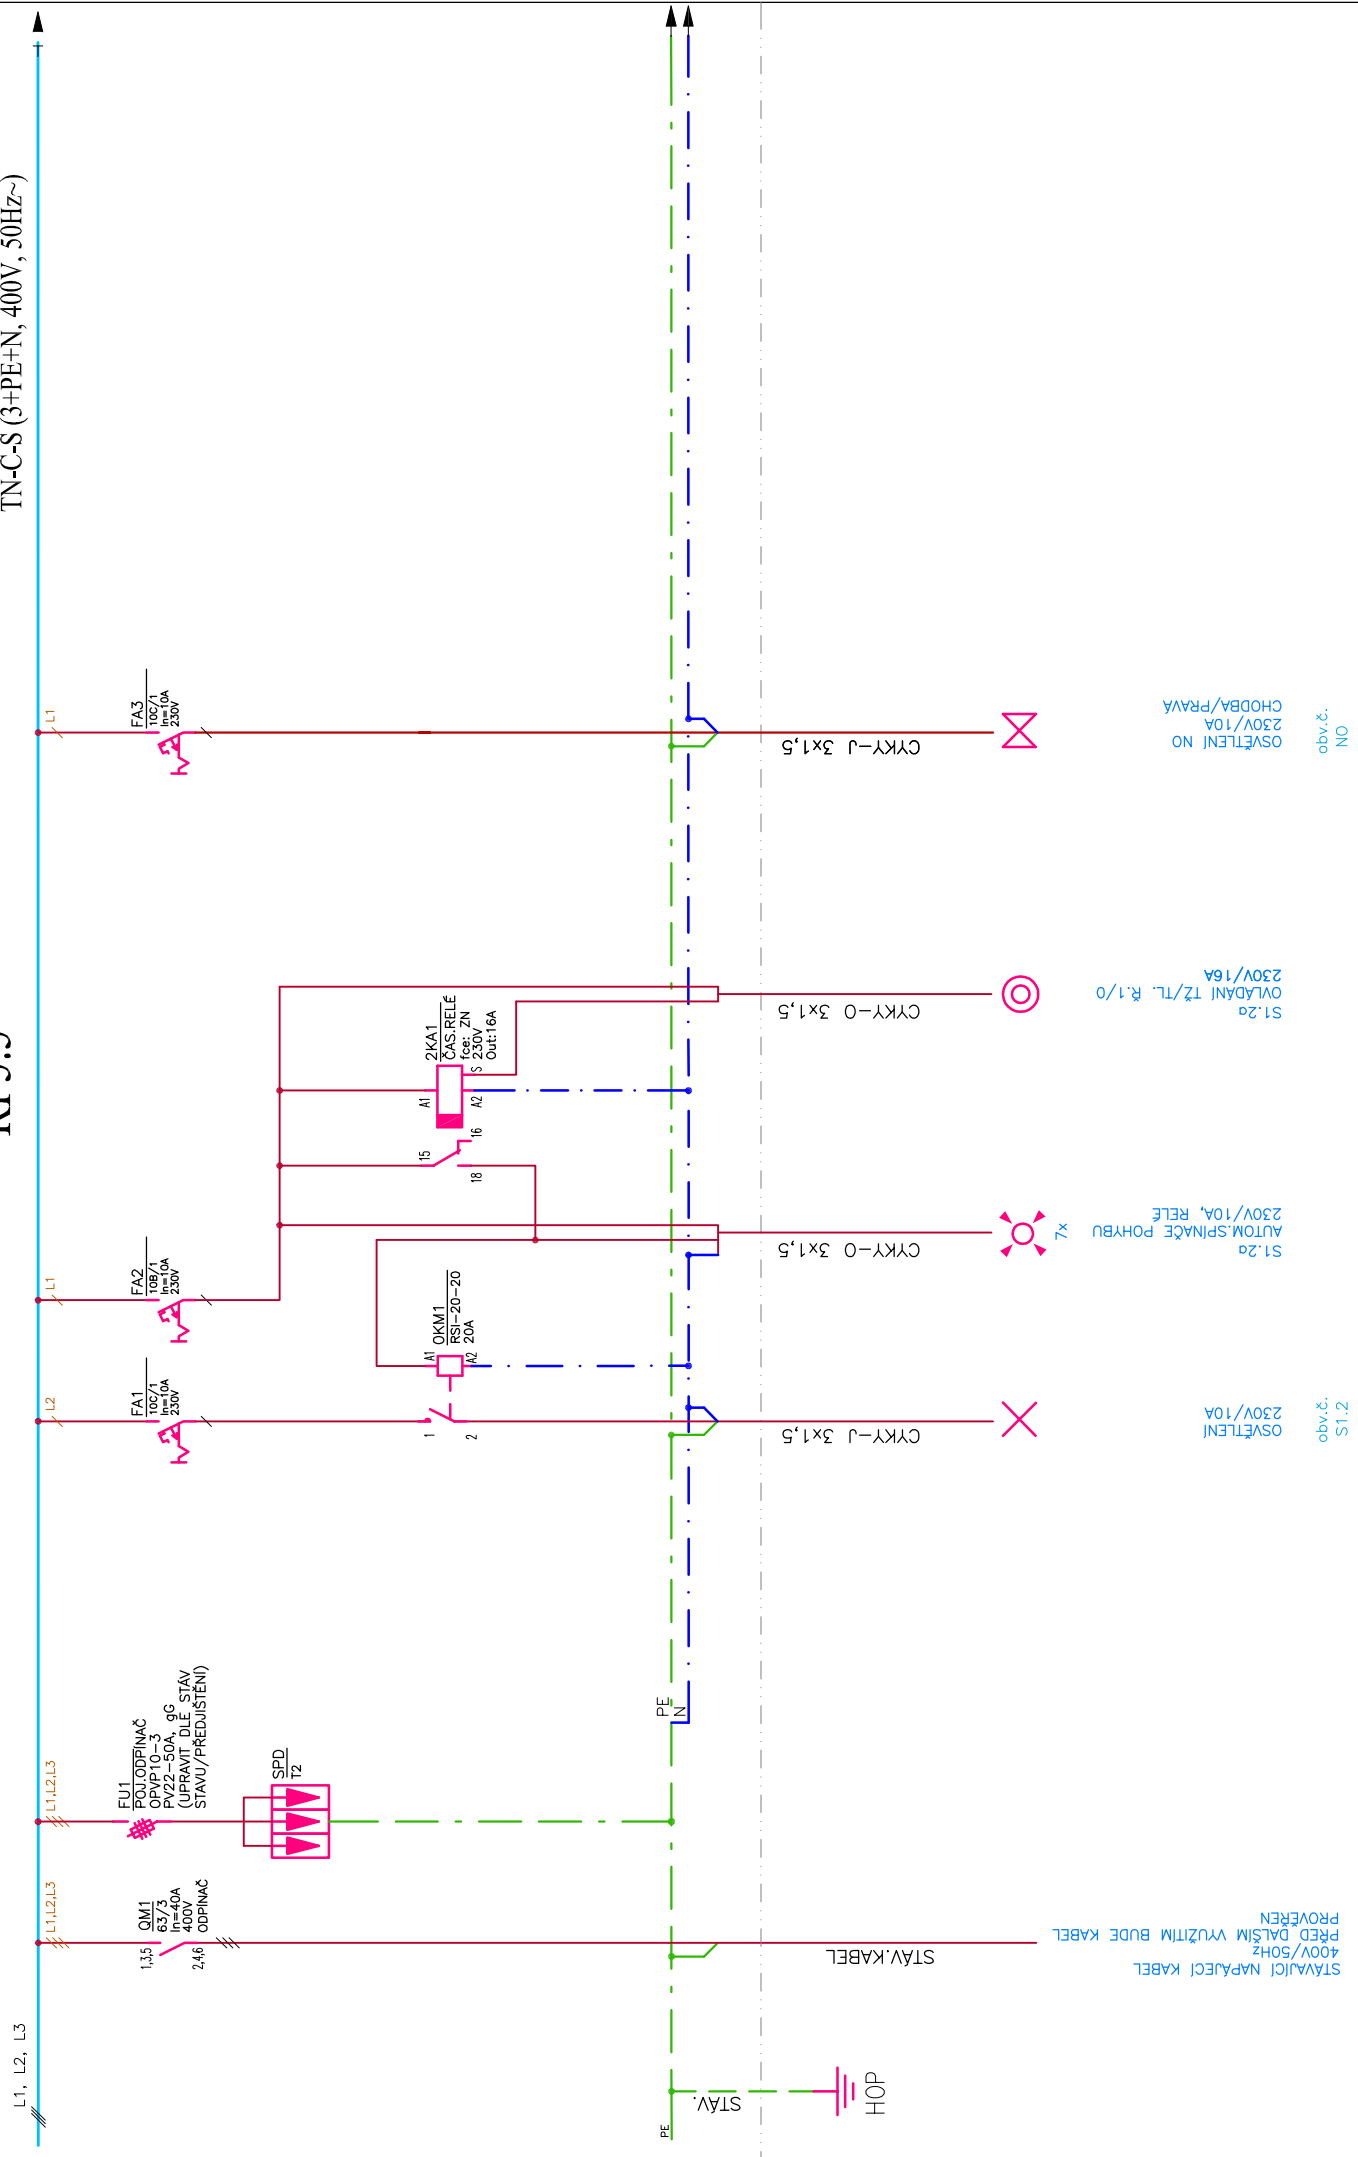 TN-C-S (3+PE+N, 400V, 50Hz~)
L1, L2, L3
L1,L2,L3
QM1
63/3
In=40A
400V
ODPÍNAČ
1,3,5
2,4,6
STÁV.KABEL
STÁVAJÍCÍ NAPÁJECÍ KABEL
400V/50Hz
PŘED DALŠÍM VYUŽITÍM BUDE KABEL
PROVĚŘEN
L1,L2,L3
FU1
POJ.ODPÍNAČ
OPVP10-3
PV22-50A, gG
(UPRAVIT DLE STÁV
STAVU/PŘEDJIŠTĚNÍ)
SPD
T2
PE
STÁV.
HOP
PE
N
L2
FA1
10C/1
In=10A
230V
1
2
OKM1
RSI-20-20
20A
A1
A2
CYKY-J 3x1,5
OSVĚTLENÍ
230V/10A
obv.č.
S1.2
L1
FA2
10B/1
In=10A
230V
15
16
18
2KA1
ČAS.RELÉ
fce: ZN
230V
Out:16A
A1
A2
S
CYKY-O 3x1,5
7x
S1.2a
AUTOM.SPÍNAČE POHYBU
230V/10A, RELÉ
CYKY-O 3x1,5
S1.2a
OVLÁDÁNÍ TŽ/TL. Ř.1/0
230V/16A
L1
FA3
10C/1
In=10A
230V
CYKY-J 3x1,5
OSVĚTLENÍ NO
230V/10A
CHODBA/PRAVÁ
obv.č.
NO